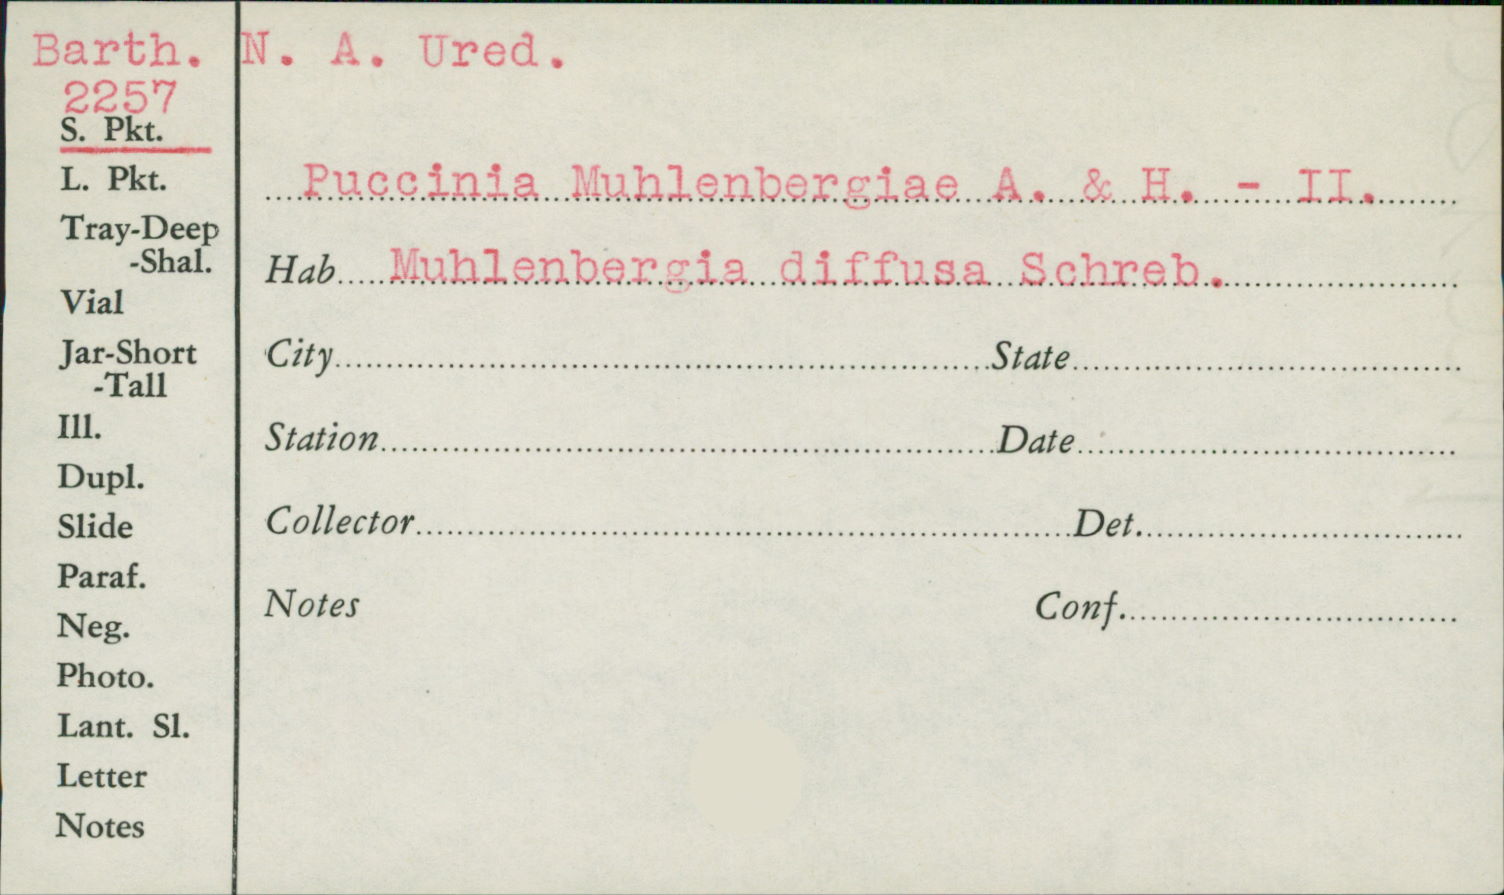 Barth. N. A. Ured.
2257
S. Pkt.
L. Pkt.
Tray-Deep
-Shal.
Vial
Jar-Short
-Tall
Ill.
Dupl.
Slide
Paraf.
Neg.
Photo.
Lant. Sl.
Letter
Notes
Puccinia Muhlenbergiae A. & H. - II.
Hab Muhlenbergia diffusa Schreb.
City State
Station Date
Collector Det.
Notes Conf.